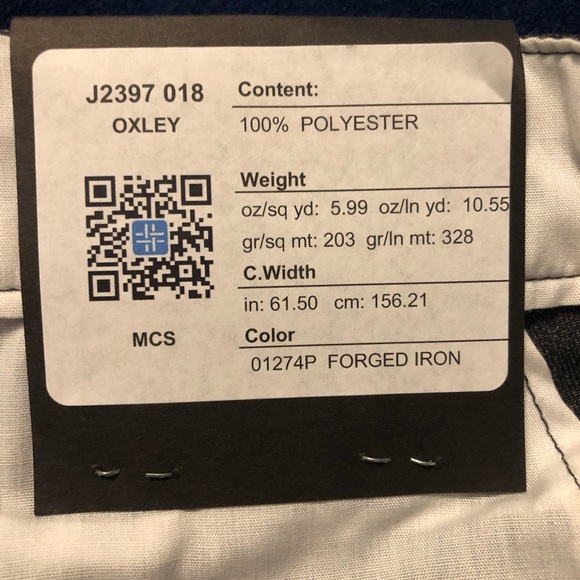 J2397 018
OXLEY
MCS
Content:
100% POLYESTER
Weight
oz/sq yd: 5.99 oz/ln yd: 10.55
gr/sq mt: 203 gr/ln mt: 328
C.Width
in: 61.50 cm: 156.21
Color
01274P FORGED IRON